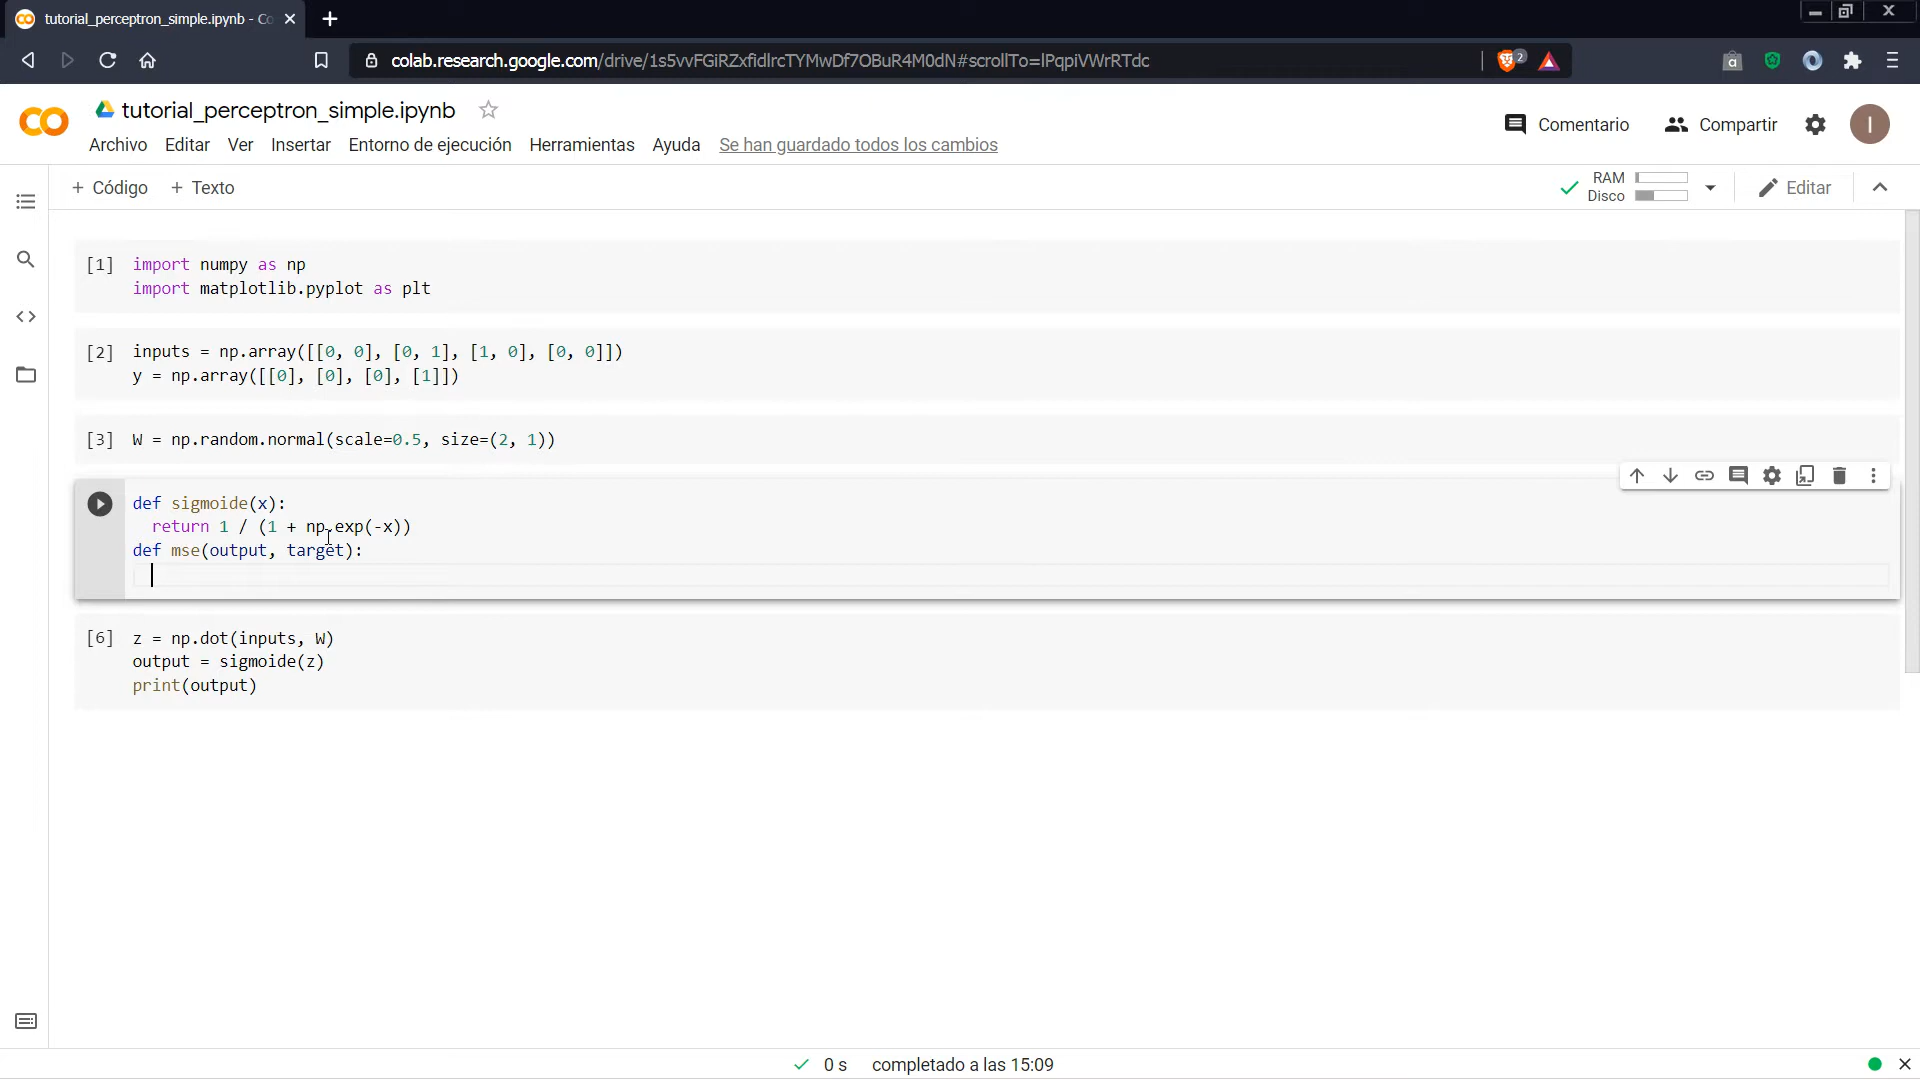 tutorial_perceptron_simple.ipynb - Co
colab.research.google.com/drive/1s5vvFGiRZxfidlrcTYMwDf7OBuR4M0dN#scrollTo=lPqpiVWrRTdc
2
a
CO
tutorial_perceptron_simple.ipynb
Comentario
Compartir
I
Archivo Editar Ver Insertar Entorno de ejecución Herramientas Ayuda Se han guardado todos los cambios
+ Código + Texto
RAM
Disco
Editar
[1] import numpy as np
import matplotlib.pyplot as plt
[2] inputs = np.array([[0, 0], [0, 1], [1, 0], [0, 0]])
y = np.array([[0], [0], [0], [1]])
[3] W = np.random.normal(scale=0.5, size=(2, 1))
def sigmoide(x):
return 1 / (1 + np.exp(-x))
def mse(output, target):
[6] z = np.dot(inputs, W)
output = sigmoide(z)
print(output)
0 s completado a las 15:09